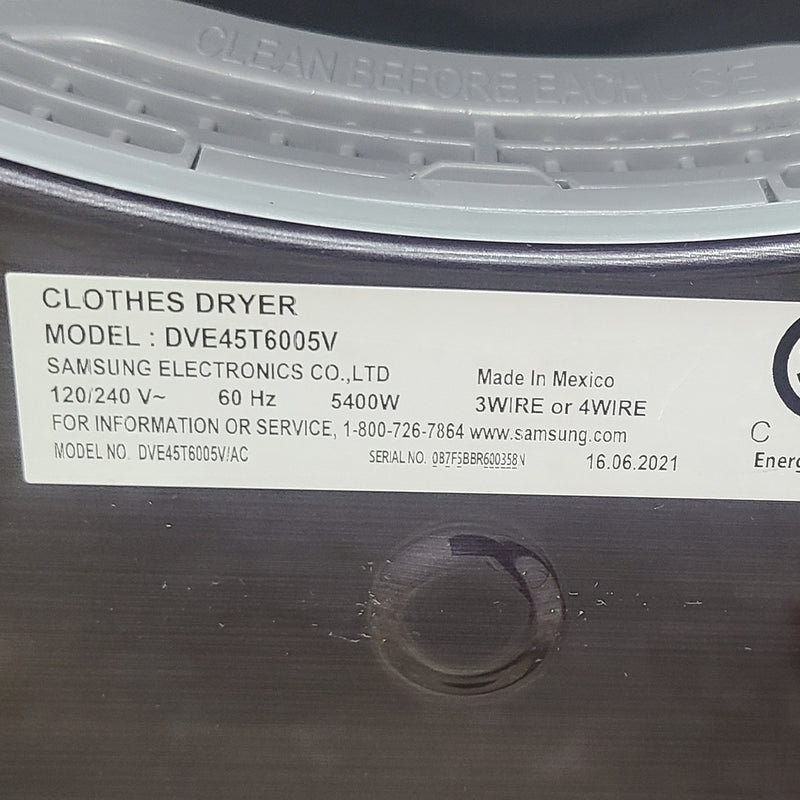 CLEAN BEFORE EACH USE
CLOTHES DRYER
MODEL : DVE45T6005V
SAMSUNG ELECTRONICS CO.,LTD
Made In Mexico
120/240 V~ 60 Hz 5400W
3WIRE or 4WIRE
FOR INFORMATION OR SERVICE, 1-800-726-7864 www.samsung.com
MODEL NO. DVE45T6005V/AC SERIAL NO. 0B7F5BBR600358N 16.06.2021
C
Energ